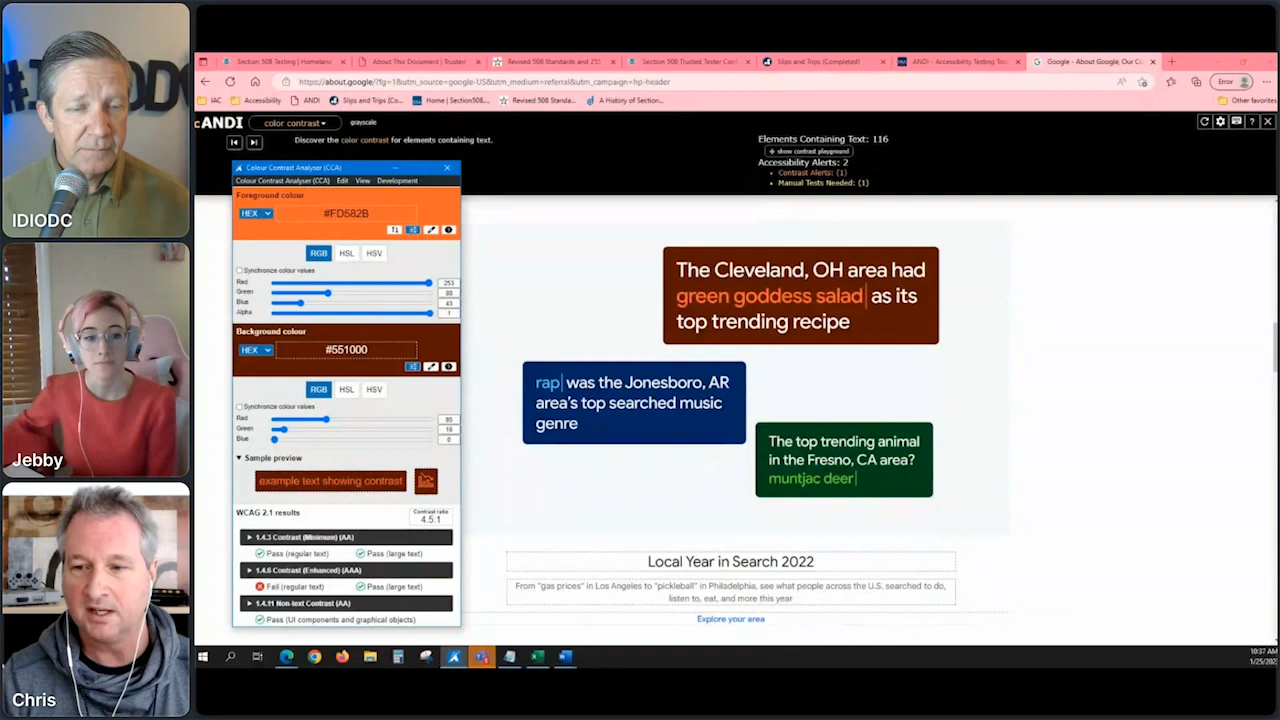 IDIODC
Jebby
Chris
Section 508 Testing | Homeland
About This Document | Trusted
Revised 508 Standards and 255
Section 508 Trusted Tester Con
Slips and Trips (Completed)
ANDI - Accessibility Testing Too
Google - About Google, Our Cu
https://about.google/?fg=1&utm_source=google-US&utm_medium=referral&utm_campaign=hp-header
Error
IAC
Accessibility
ANDI
Slips and Trips (Co...
Home | Section508....
Revised 508 Standa...
A History of Section...
Other favorites
cANDI
color contrast
grayscale
Discover the color contrast for elements containing text.
Elements Containing Text: 116
+ show contrast playground
Accessibility Alerts: 2
• Contrast Alerts: (1)
• Manual Tests Needed: (1)
Colour Contrast Analyser (CCA)
Colour Contrast Analyser (CCA) Edit View Development
Foreground colour
HEX
#FD582B
RGB HSL HSV
Synchronize colour values
Red 253
Green 88
Blue 43
Alpha 1
Background colour
HEX
#551000
RGB HSL HSV
Synchronize colour values
Red 85
Green 16
Blue 0
Sample preview
example text showing contrast
WCAG 2.1 results
Contrast ratio
4.5:1
1.4.3 Contrast (Minimum) (AA)
Pass (regular text) Pass (large text)
1.4.6 Contrast (Enhanced) (AAA)
Fail (regular text) Pass (large text)
1.4.11 Non-text Contrast (AA)
Pass (UI components and graphical objects)
The Cleveland, OH area had
green goddess salad| as its
top trending recipe
rap| was the Jonesboro, AR
area's top searched music
genre
The top trending animal
in the Fresno, CA area?
muntjac deer|
Local Year in Search 2022
From "gas prices" in Los Angeles to "pickleball" in Philadelphia, see what people across the U.S. searched to do,
listen to, eat, and more this year
Explore your area
10:37 AM